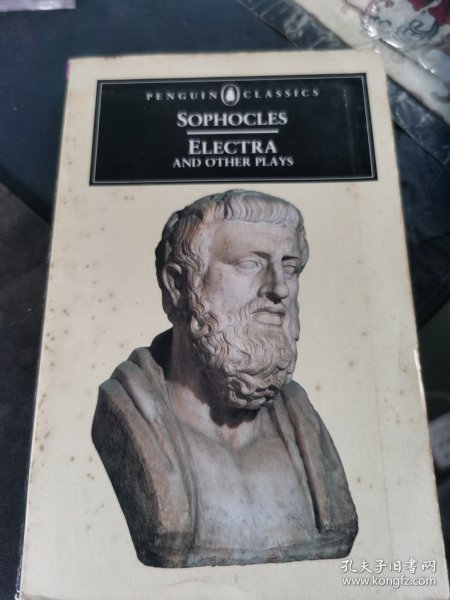 PENGUIN CLASSICS
SOPHOCLES
ELECTRA
AND OTHER PLAYS
孔夫子旧书网
www.kongfz.com